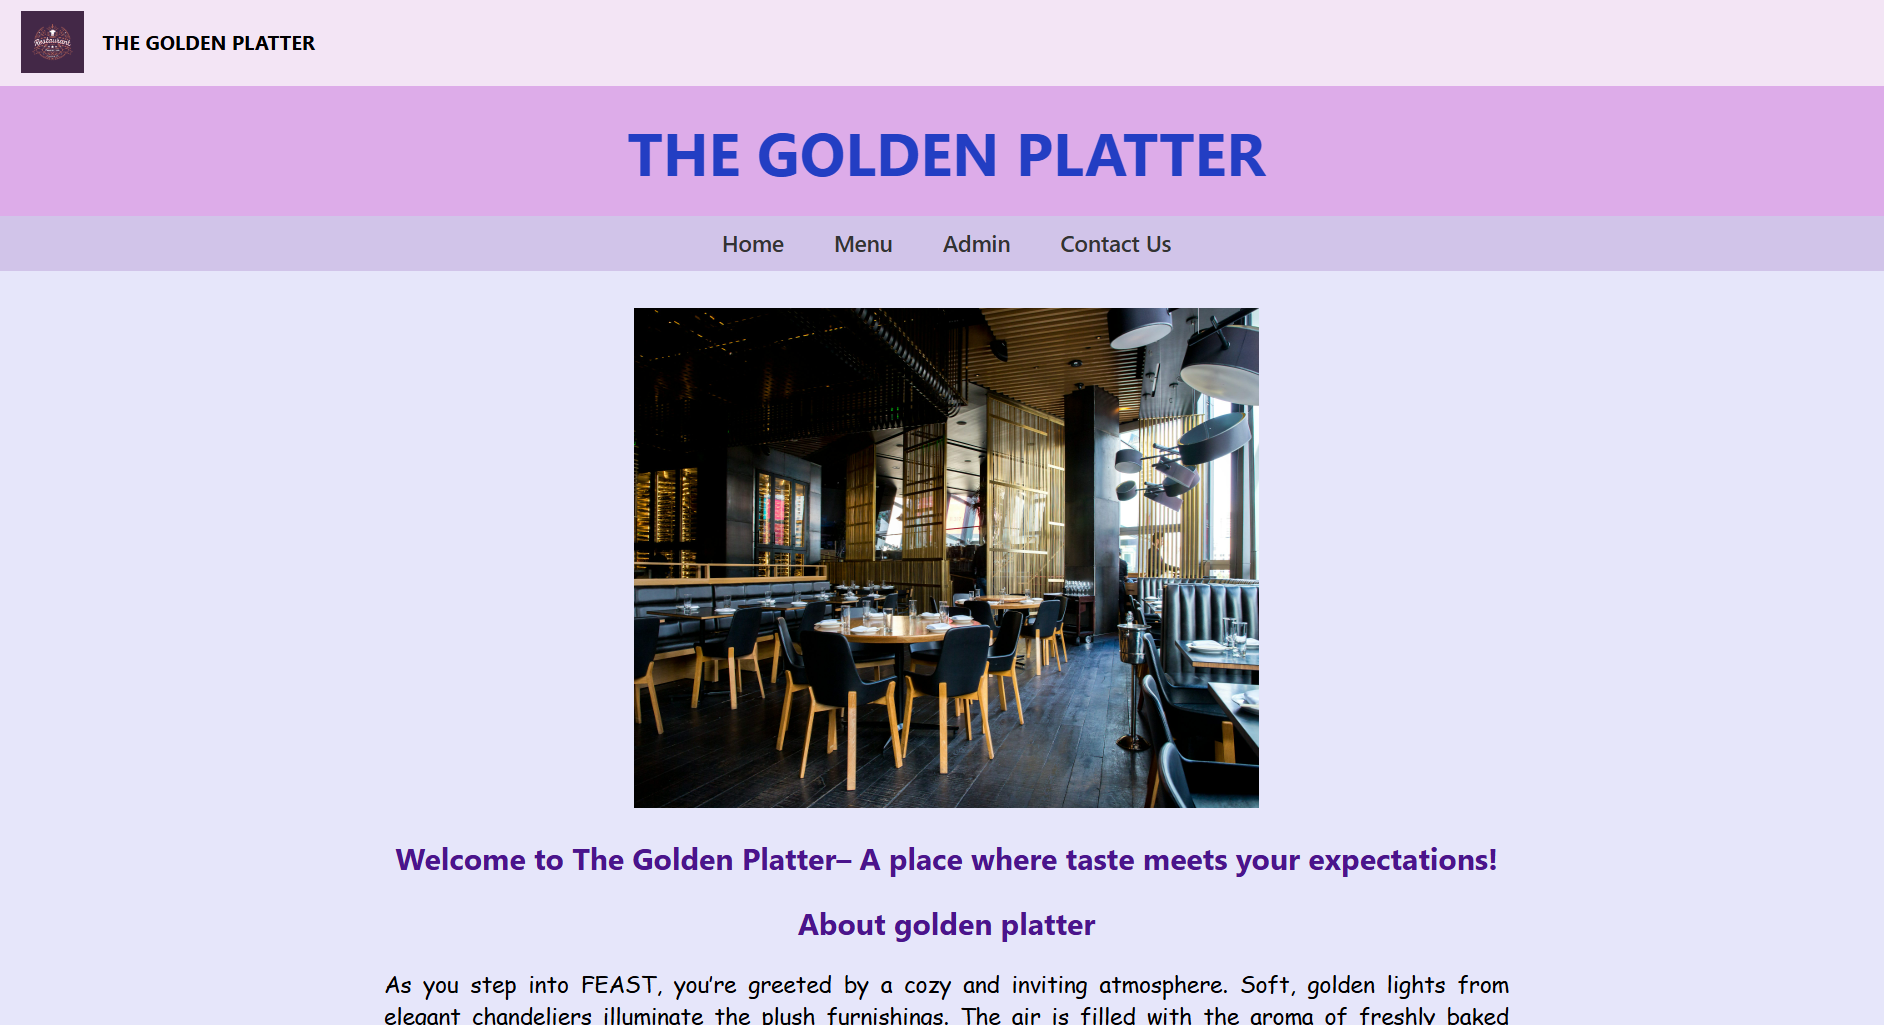 Restaurant
THE GOLDEN PLATTER
THE GOLDEN PLATTER
Home Menu Admin Contact Us
Welcome to The Golden Platter– A place where taste meets your expectations!
About golden platter
As you step into FEAST, you’re greeted by a cozy and inviting atmosphere. Soft, golden lights from
elegant chandeliers illuminate the plush furnishings. The air is filled with the aroma of freshly baked